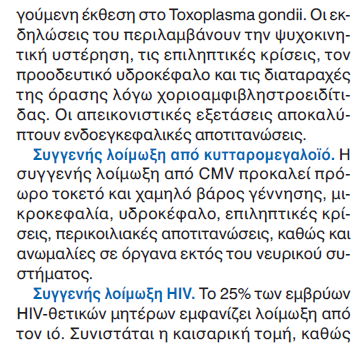 γούμενη έκθεση στο Toxoplasma gondii. Οι εκ-
δηλώσεις του περιλαμβάνουν την ψυχοκινη-
τική υστέρηση, τις επιληπτικές κρίσεις, τον
προοδευτικό υδροκέφαλο και τις διαταραχές
της όρασης λόγω χοριοαμφιβληστροειδίτι-
δας. Οι απεικονιστικές εξετάσεις αποκαλύ-
πτουν ενδοεγκεφαλικές αποτιτανώσεις.
Συγγενής λοίμωξη από κυτταρομεγαλοϊό. Η
συγγενής λοίμωξη από CMV προκαλεί πρό-
ωρο τοκετό και χαμηλό βάρος γέννησης, μι-
κροκεφαλία, υδροκέφαλο, επιληπτικές κρί-
σεις, περικοιλιακές αποτιτανώσεις, καθώς και
ανωμαλίες σε όργανα εκτός του νευρικού συ-
στήματος.
Συγγενής λοίμωξη HIV. Το 25% των εμβρύων
HIV-θετικών μητέρων εμφανίζει λοίμωξη από
τον ιό. Συνιστάται η καισαρική τομή, καθώς